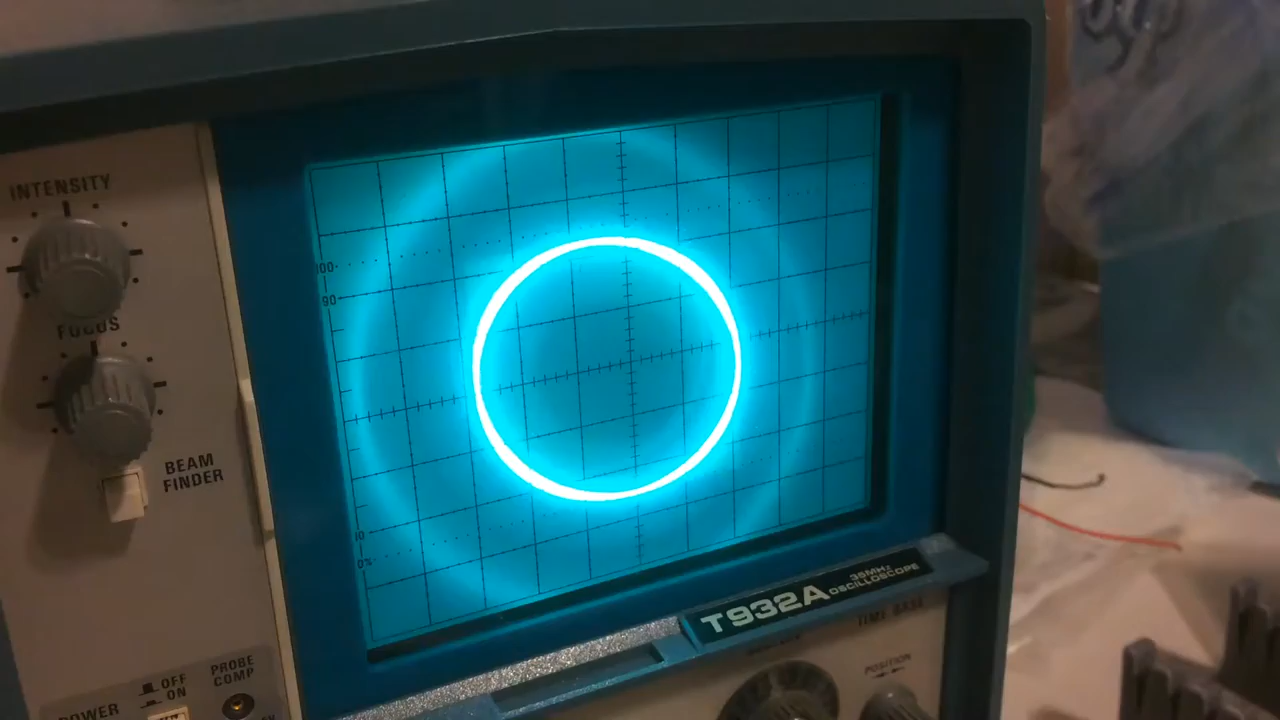 INTENSITY
FOCUS
BEAM
FINDER
100
90
10
0%
T932A
35MHz
OSCILLOSCOPE
TIME BASE
POSITION
PROBE
COMP
OFF
ON
POWER